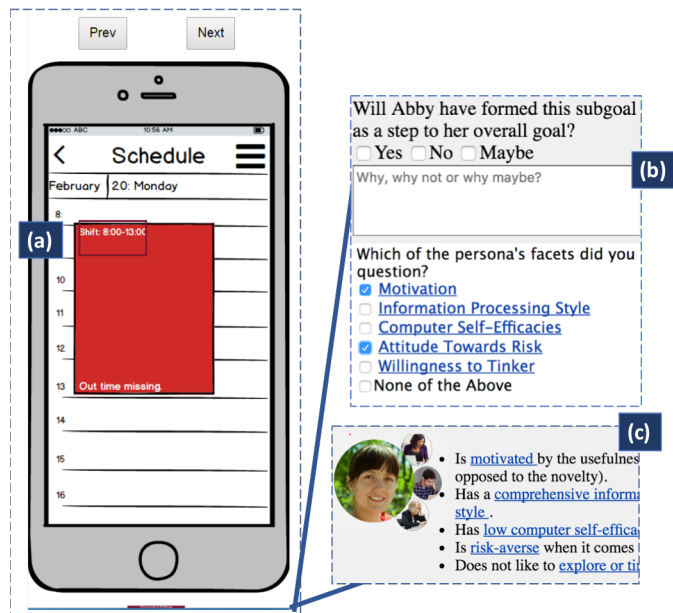 Prev Next
ABC 10:56 AM
Schedule
February 20: Monday
8:
Shift: 8:00-13:00
(a)
10
11
12
13 Out time missing.
14
15
16
Will Abby have formed this subgoal
as a step to her overall goal?
Yes No Maybe
(b)
Why, why not or why maybe?
Which of the persona's facets did you
question?
Motivation
Information Processing Style
Computer Self-Efficacies
Attitude Towards Risk
Willingness to Tinker
None of the Above
(c)
• Is motivated by the usefulnes
opposed to the novelty).
• Has a comprehensive informa
style .
• Has low computer self-effica
• Is risk-averse when it comes
• Does not like to explore or ti